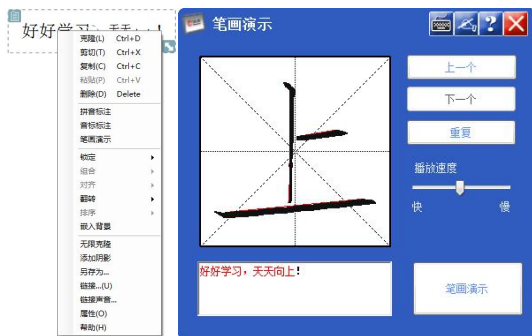 好好学习，天天向上！
克隆(L) Ctrl+D
剪切(T) Ctrl+X
复制(C) Ctrl+C
粘贴(P) Ctrl+V
删除(D) Delete
拼音标注
音标标注
笔画演示
锁定
组合
对齐
翻转
排序
嵌入背景
无限克隆
添加阴影
另存为...
链接...(U)
链接声音...
属性(O)
帮助(H)
笔画演示
上
上一个
下一个
重复
播放速度
快 慢
好好学习，天天向上！
笔画演示